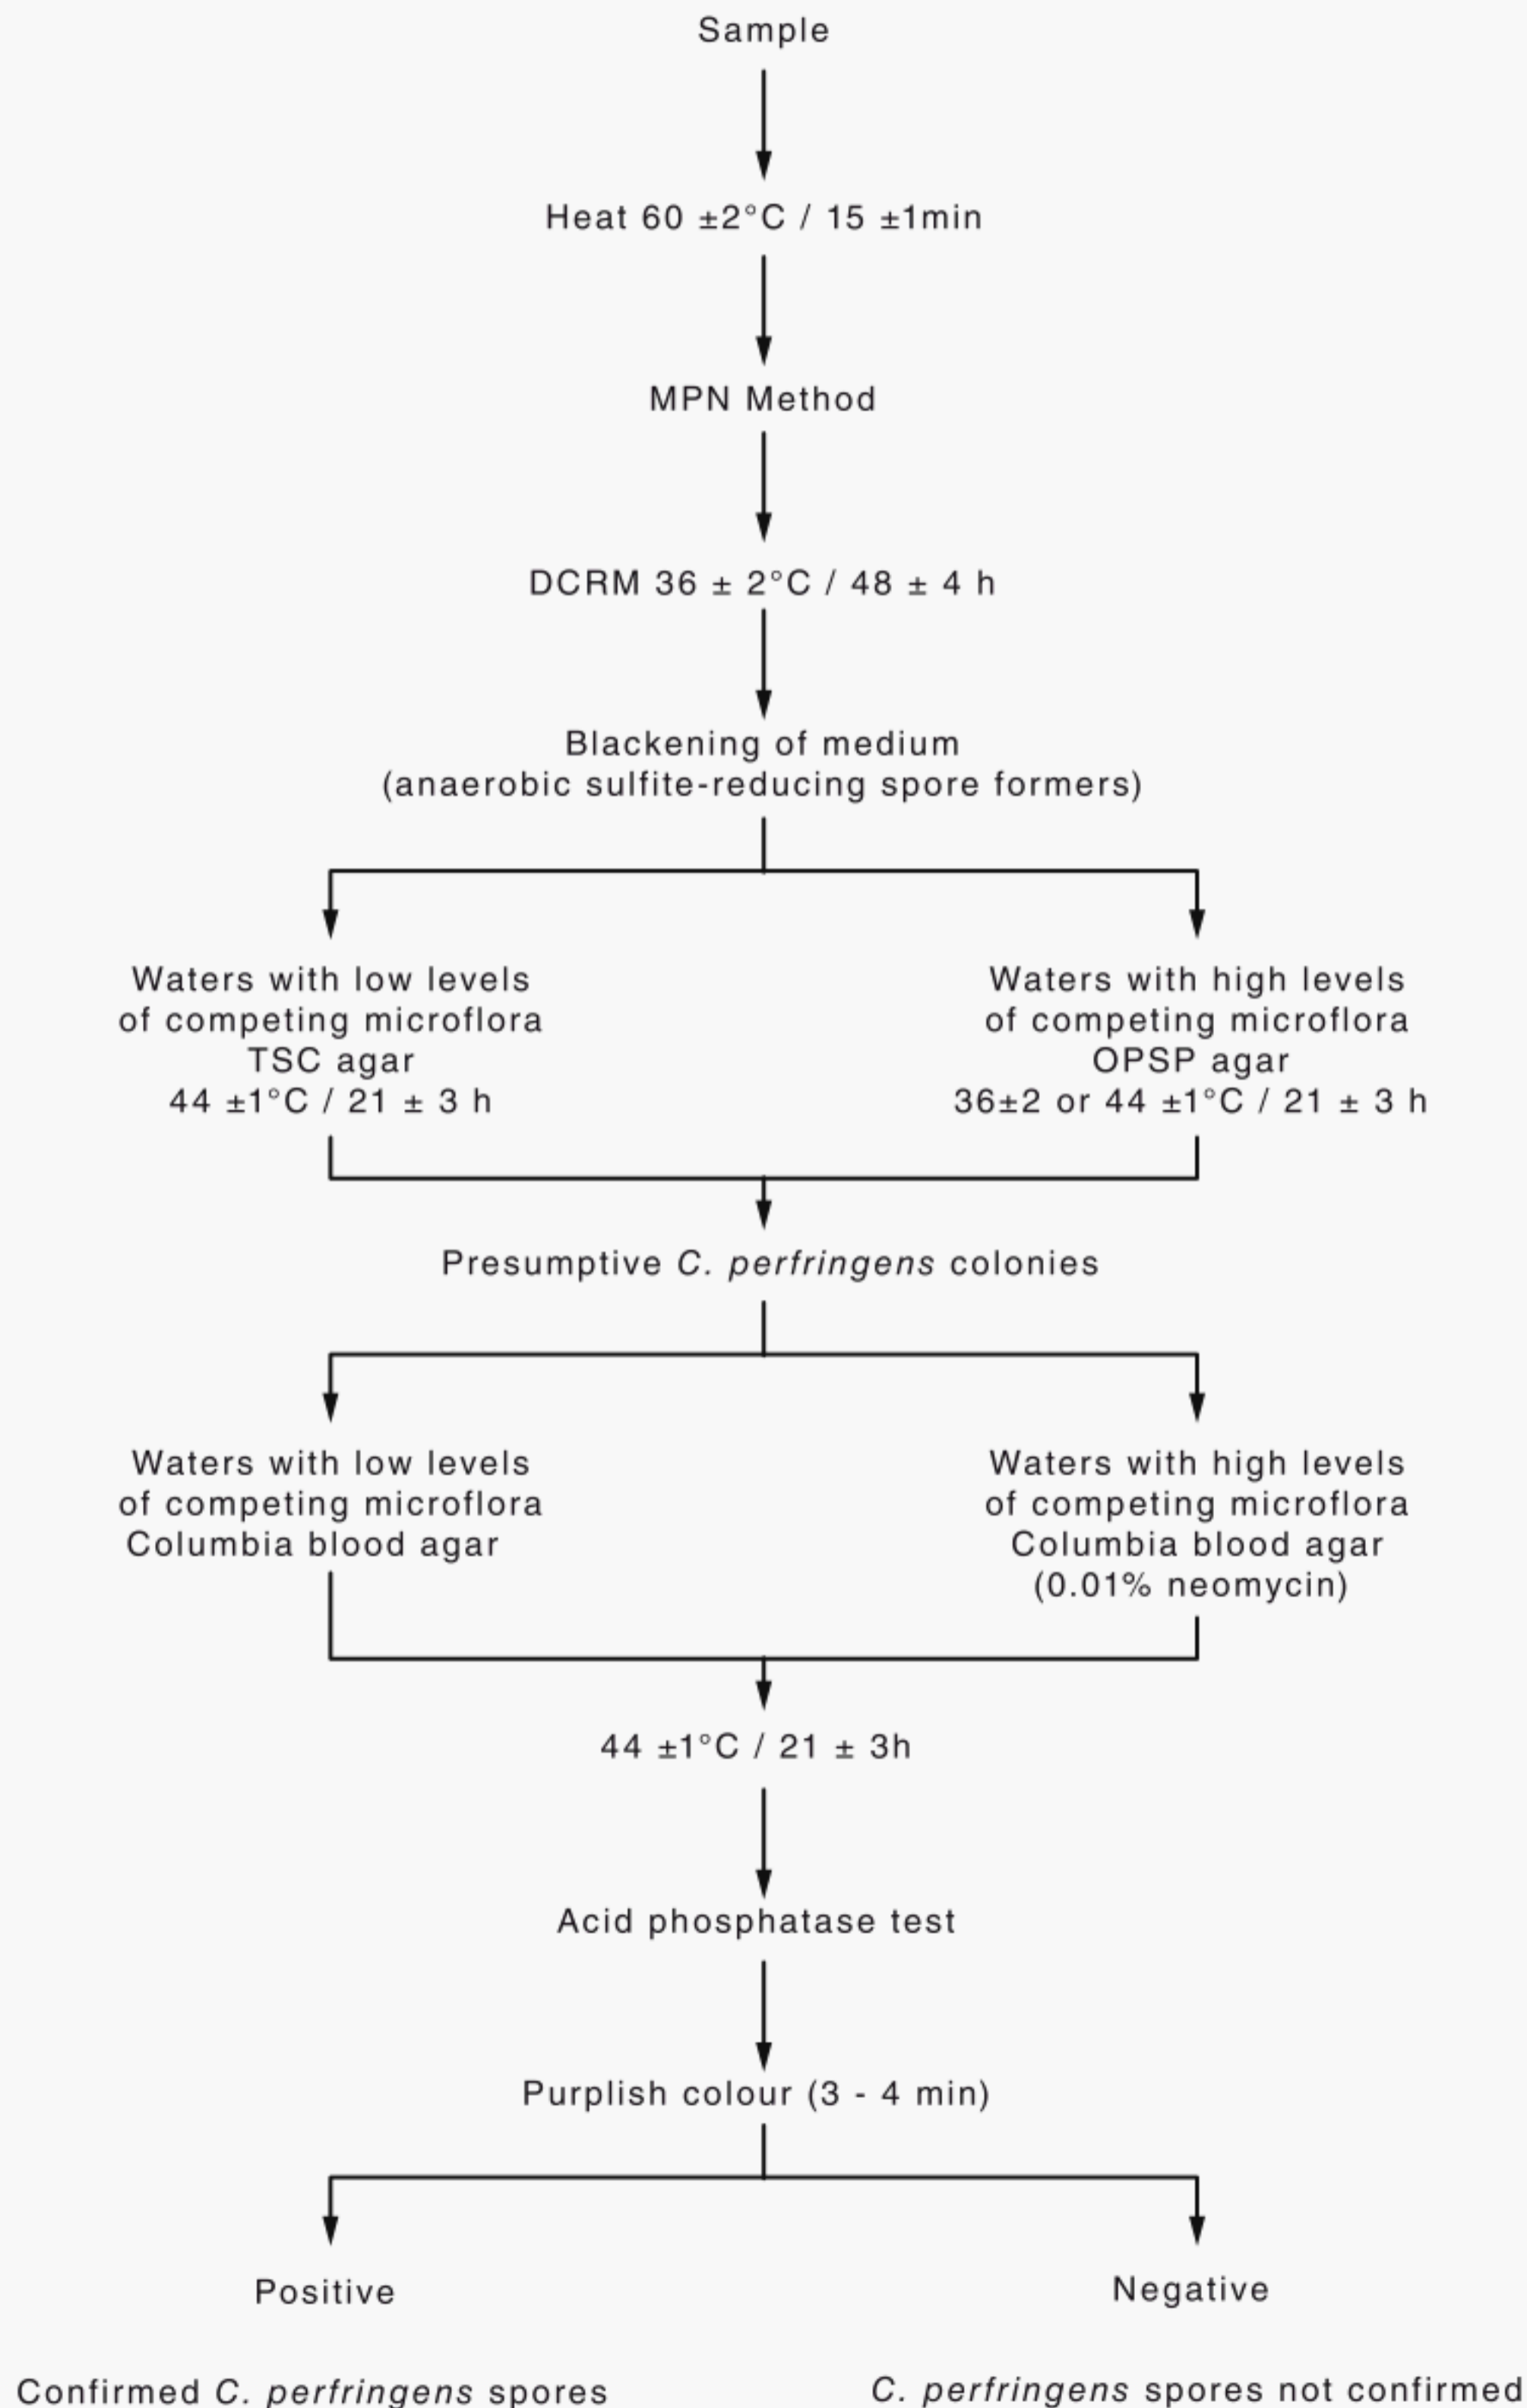 Sample
Heat 60 ±2°C / 15 ±1min
MPN Method
DCRM 36 ± 2°C / 48 ± 4 h
Blackening of medium
(anaerobic sulfite-reducing spore formers)
Waters with low levels
of competing microflora
TSC agar
44 ±1°C / 21 ± 3 h
Waters with high levels
of competing microflora
OPSP agar
36±2 or 44 ±1°C / 21 ± 3 h
Presumptive C. perfringens colonies
Waters with low levels
of competing microflora
Columbia blood agar
Waters with high levels
of competing microflora
Columbia blood agar
(0.01% neomycin)
44 ±1°C / 21 ± 3h
Acid phosphatase test
Purplish colour (3 - 4 min)
Positive
Negative
Confirmed C. perfringens spores
C. perfringens spores not confirmed